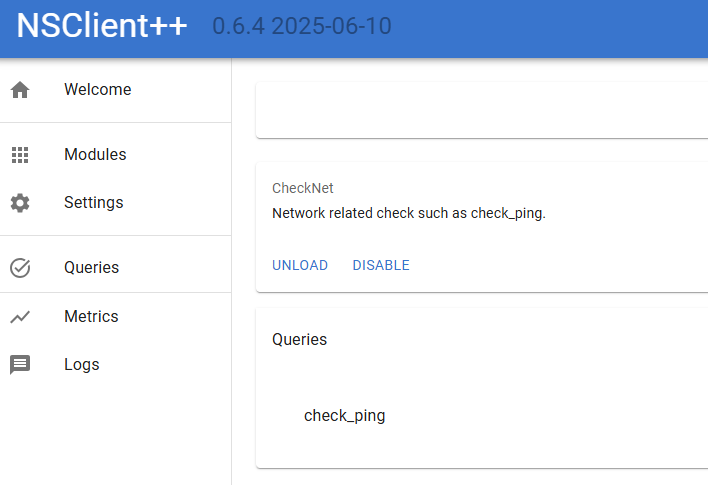 NSClient++ 0.6.4 2025-06-10
Welcome
Modules
Settings
Queries
Metrics
Logs
CheckNet
Network related check such as check_ping.
UNLOAD DISABLE
Queries
check_ping